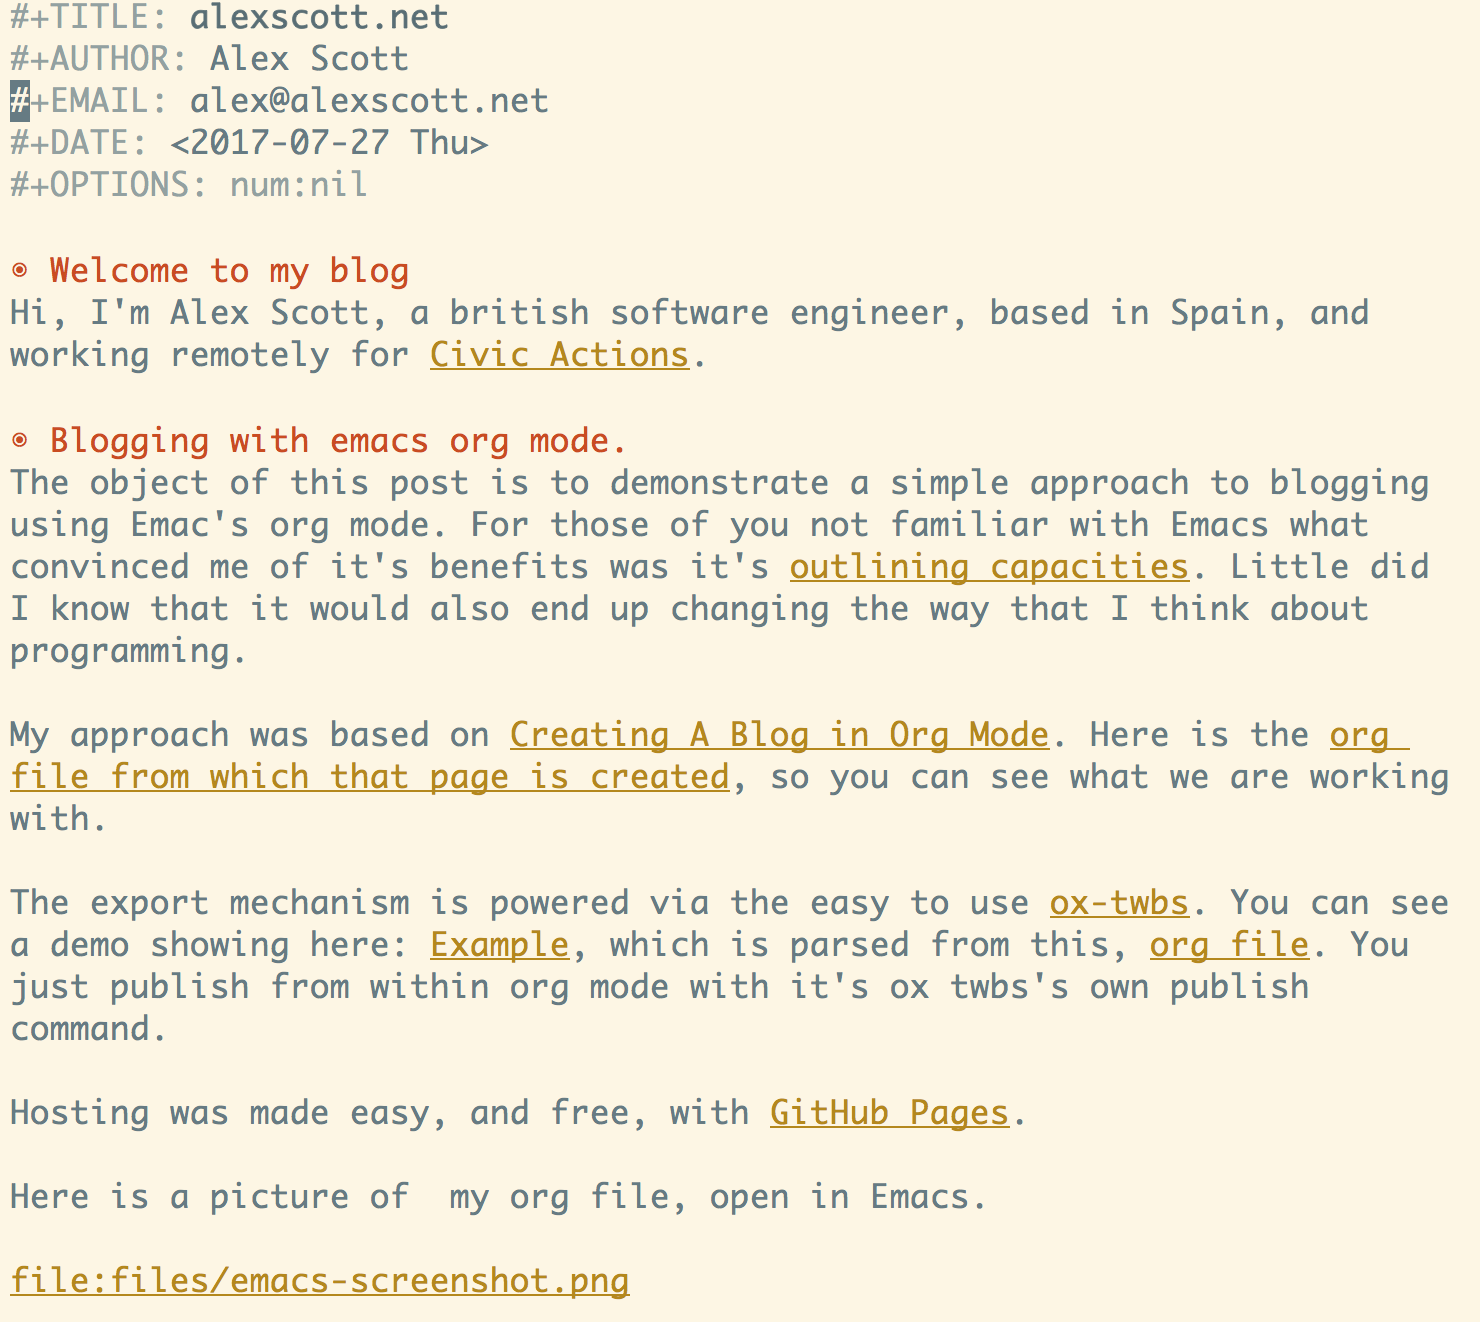 #+TITLE: alexscott.net
#+AUTHOR: Alex Scott
#+EMAIL: alex@alexscott.net
#+DATE: <2017-07-27 Thu>
#+OPTIONS: num:nil
◉ Welcome to my blog
Hi, I'm Alex Scott, a british software engineer, based in Spain, and
working remotely for Civic Actions.
◉ Blogging with emacs org mode.
The object of this post is to demonstrate a simple approach to blogging
using Emac's org mode. For those of you not familiar with Emacs what
convinced me of it's benefits was it's outlining capacities. Little did
I know that it would also end up changing the way that I think about
programming.
My approach was based on Creating A Blog in Org Mode. Here is the org
file from which that page is created, so you can see what we are working
with.
The export mechanism is powered via the easy to use ox-twbs. You can see
a demo showing here: Example, which is parsed from this, org file. You
just publish from within org mode with it's ox twbs's own publish
command.
Hosting was made easy, and free, with GitHub Pages.
Here is a picture of  my org file, open in Emacs.
file:files/emacs-screenshot.png